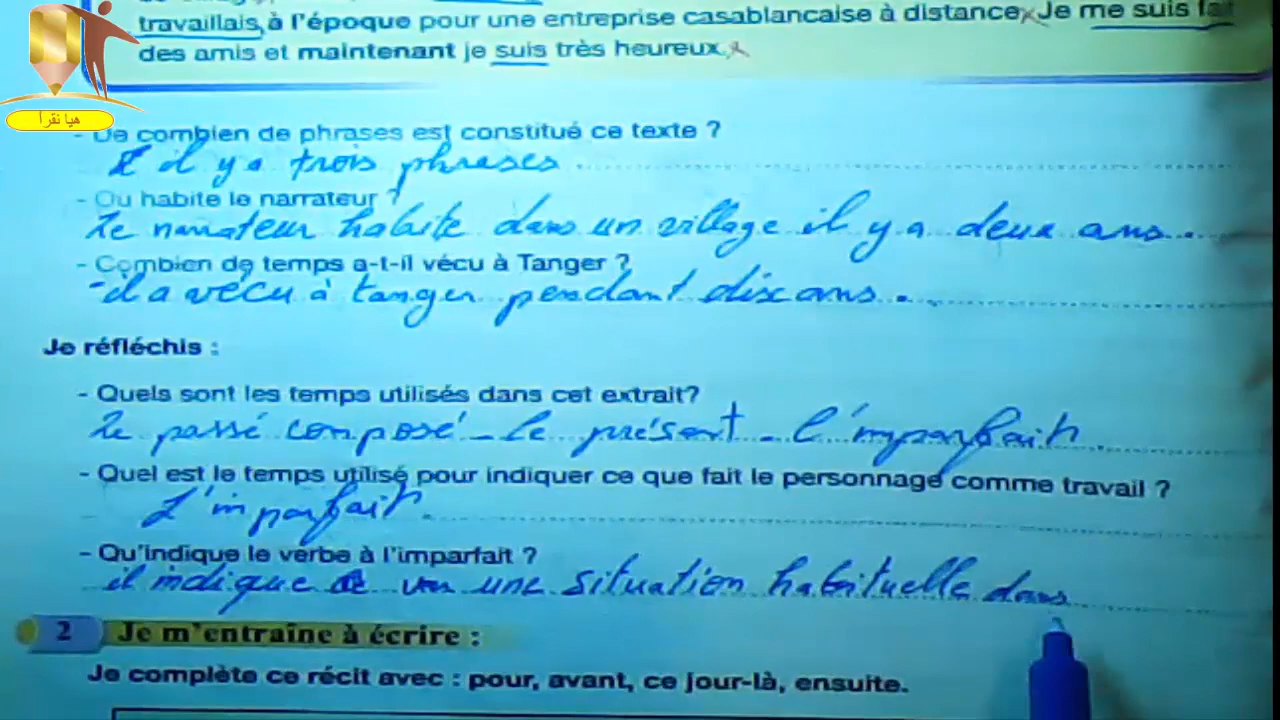 travaillais à l'époque pour une entreprise casablancaise à distance. Je me suis fait
des amis et maintenant je suis très heureux.
هيا نقرأ
- De combien de phrases est constitué ce texte ?
il y a trois phrases
- Ou habite le narrateur ?
Le narrateur habite dans un village il y a deux ans.
- Combien de temps a-t-il vécu à Tanger ?
- il a vécu à tanger pendant dix ans.
Je réfléchis :
- Quels sont les temps utilisés dans cet extrait?
Le passé composé - le présent - l'imparfait
- Quel est le temps utilisé pour indiquer ce que fait le personnage comme travail ?
L'imparfait.
- Qu'indique le verbe à l'imparfait ?
il indique une situation habituelle dans
2 Je m'entraîne à écrire :
Je complète ce récit avec : pour, avant, ce jour-là, ensuite.